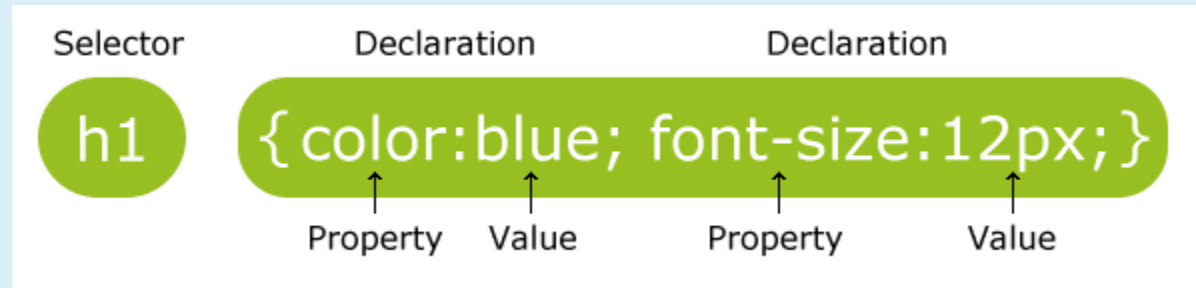 Selector Declaration Declaration
h1 {color:blue; font-size:12px;}
Property Value Property Value